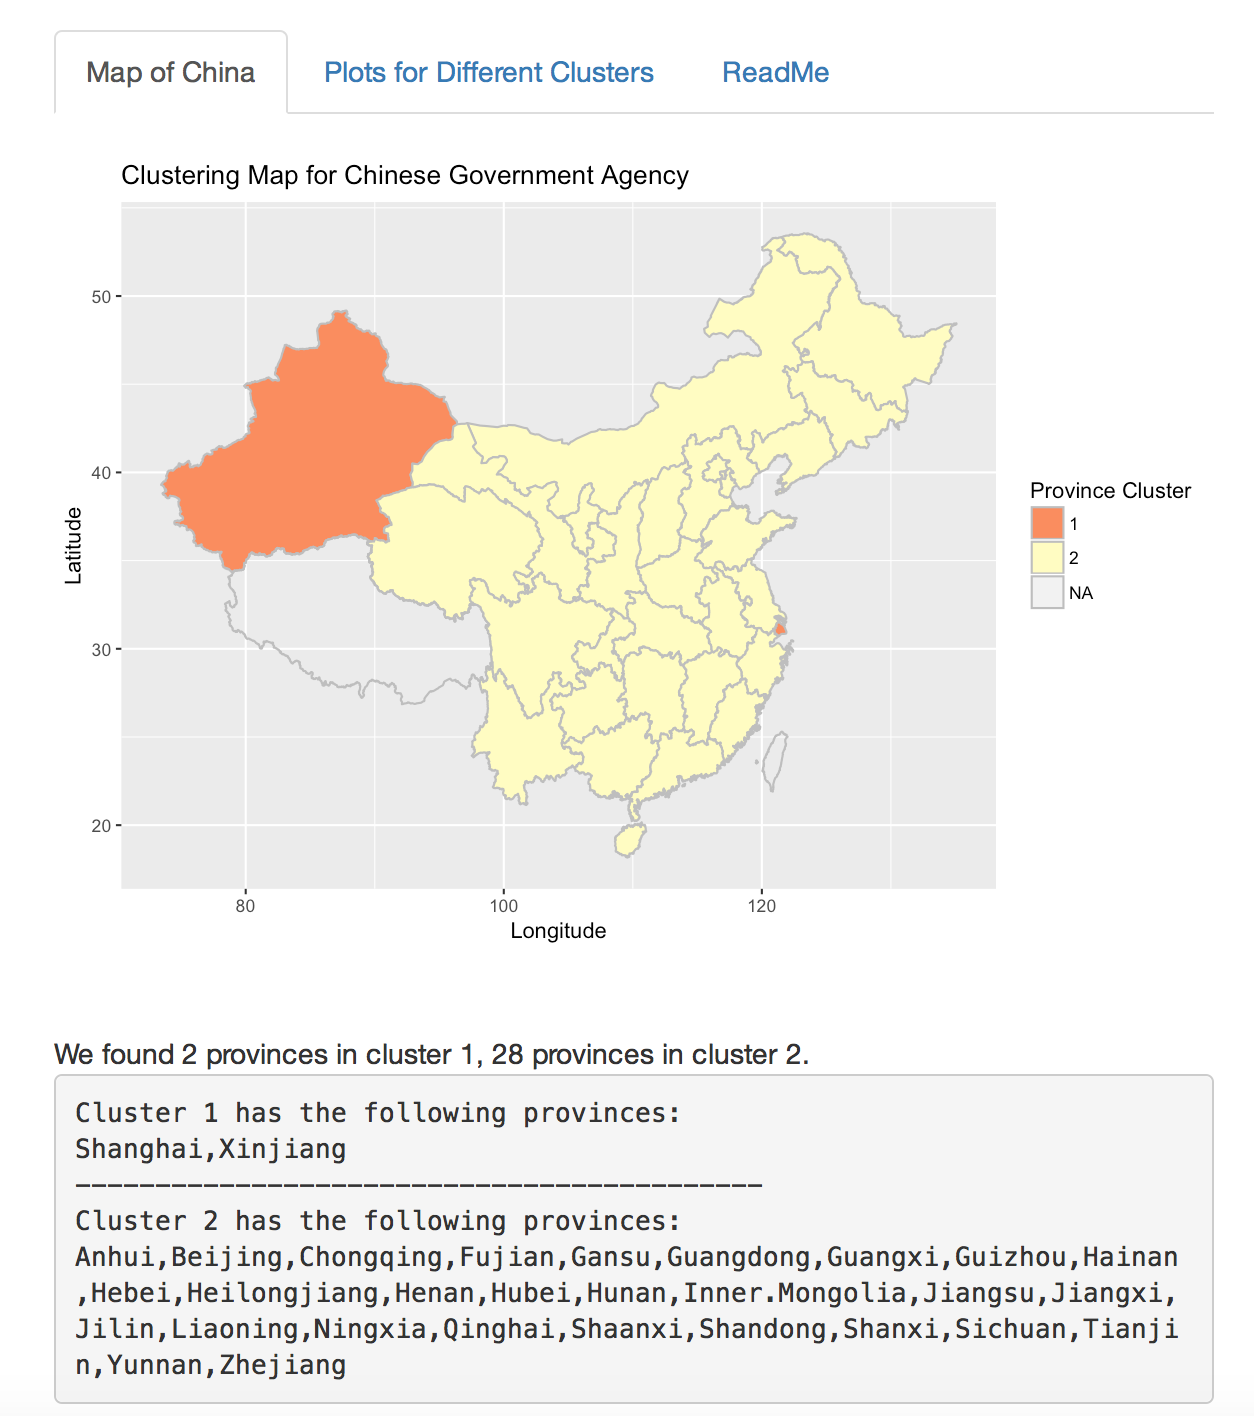 Map of China
Plots for Different Clusters
ReadMe
Clustering Map for Chinese Government Agency
50
40
30
20
Latitude
80
100
120
Longitude
Province Cluster
1
2
NA
We found 2 provinces in cluster 1, 28 provinces in cluster 2.
Cluster 1 has the following provinces:
Shanghai,Xinjiang
-------------------------------------------
Cluster 2 has the following provinces:
Anhui,Beijing,Chongqing,Fujian,Gansu,Guangdong,Guangxi,Guizhou,Hainan
,Hebei,Heilongjiang,Henan,Hubei,Hunan,Inner.Mongolia,Jiangsu,Jiangxi,
Jilin,Liaoning,Ningxia,Qinghai,Shaanxi,Shandong,Shanxi,Sichuan,Tianji
n,Yunnan,Zhejiang